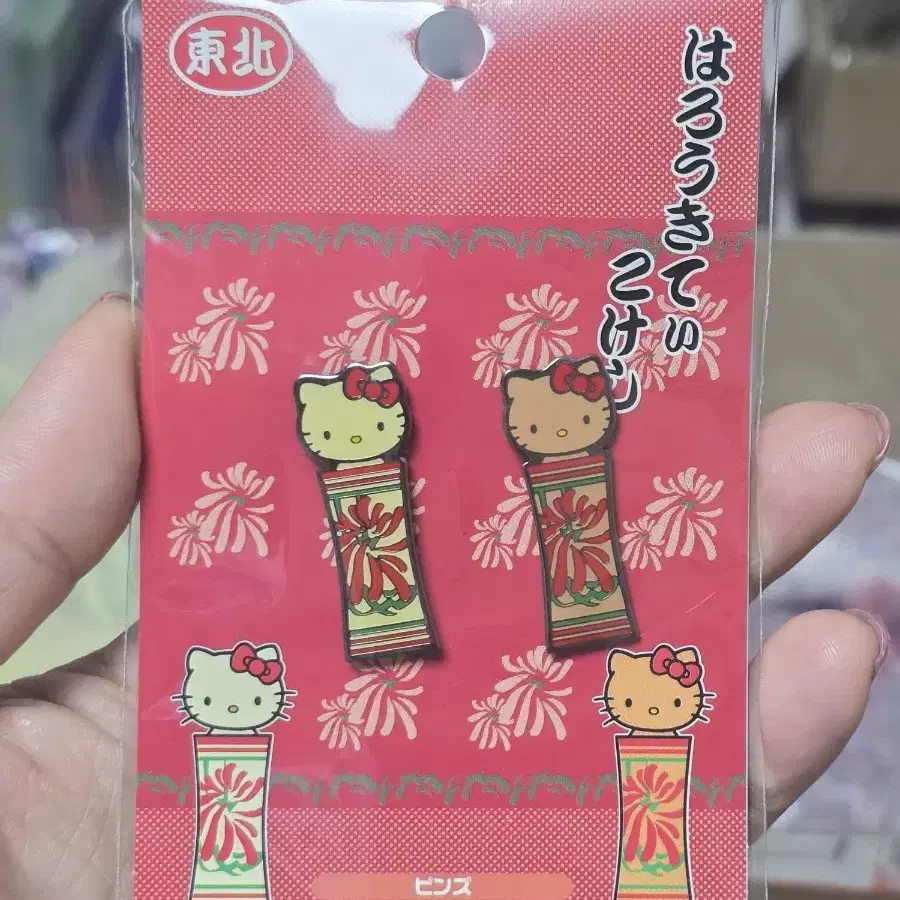 東北
はろうきてぃ
こけし
ピンズ